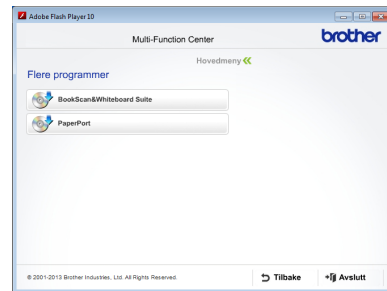 Adobe Flash Player 10
Multi-Function Center
brother
Hovedmeny
Flere programmer
BookScan&Whiteboard Suite
PaperPort
© 2001-2013 Brother Industries, Ltd. All Rights Reserved.
Tilbake
Avslutt